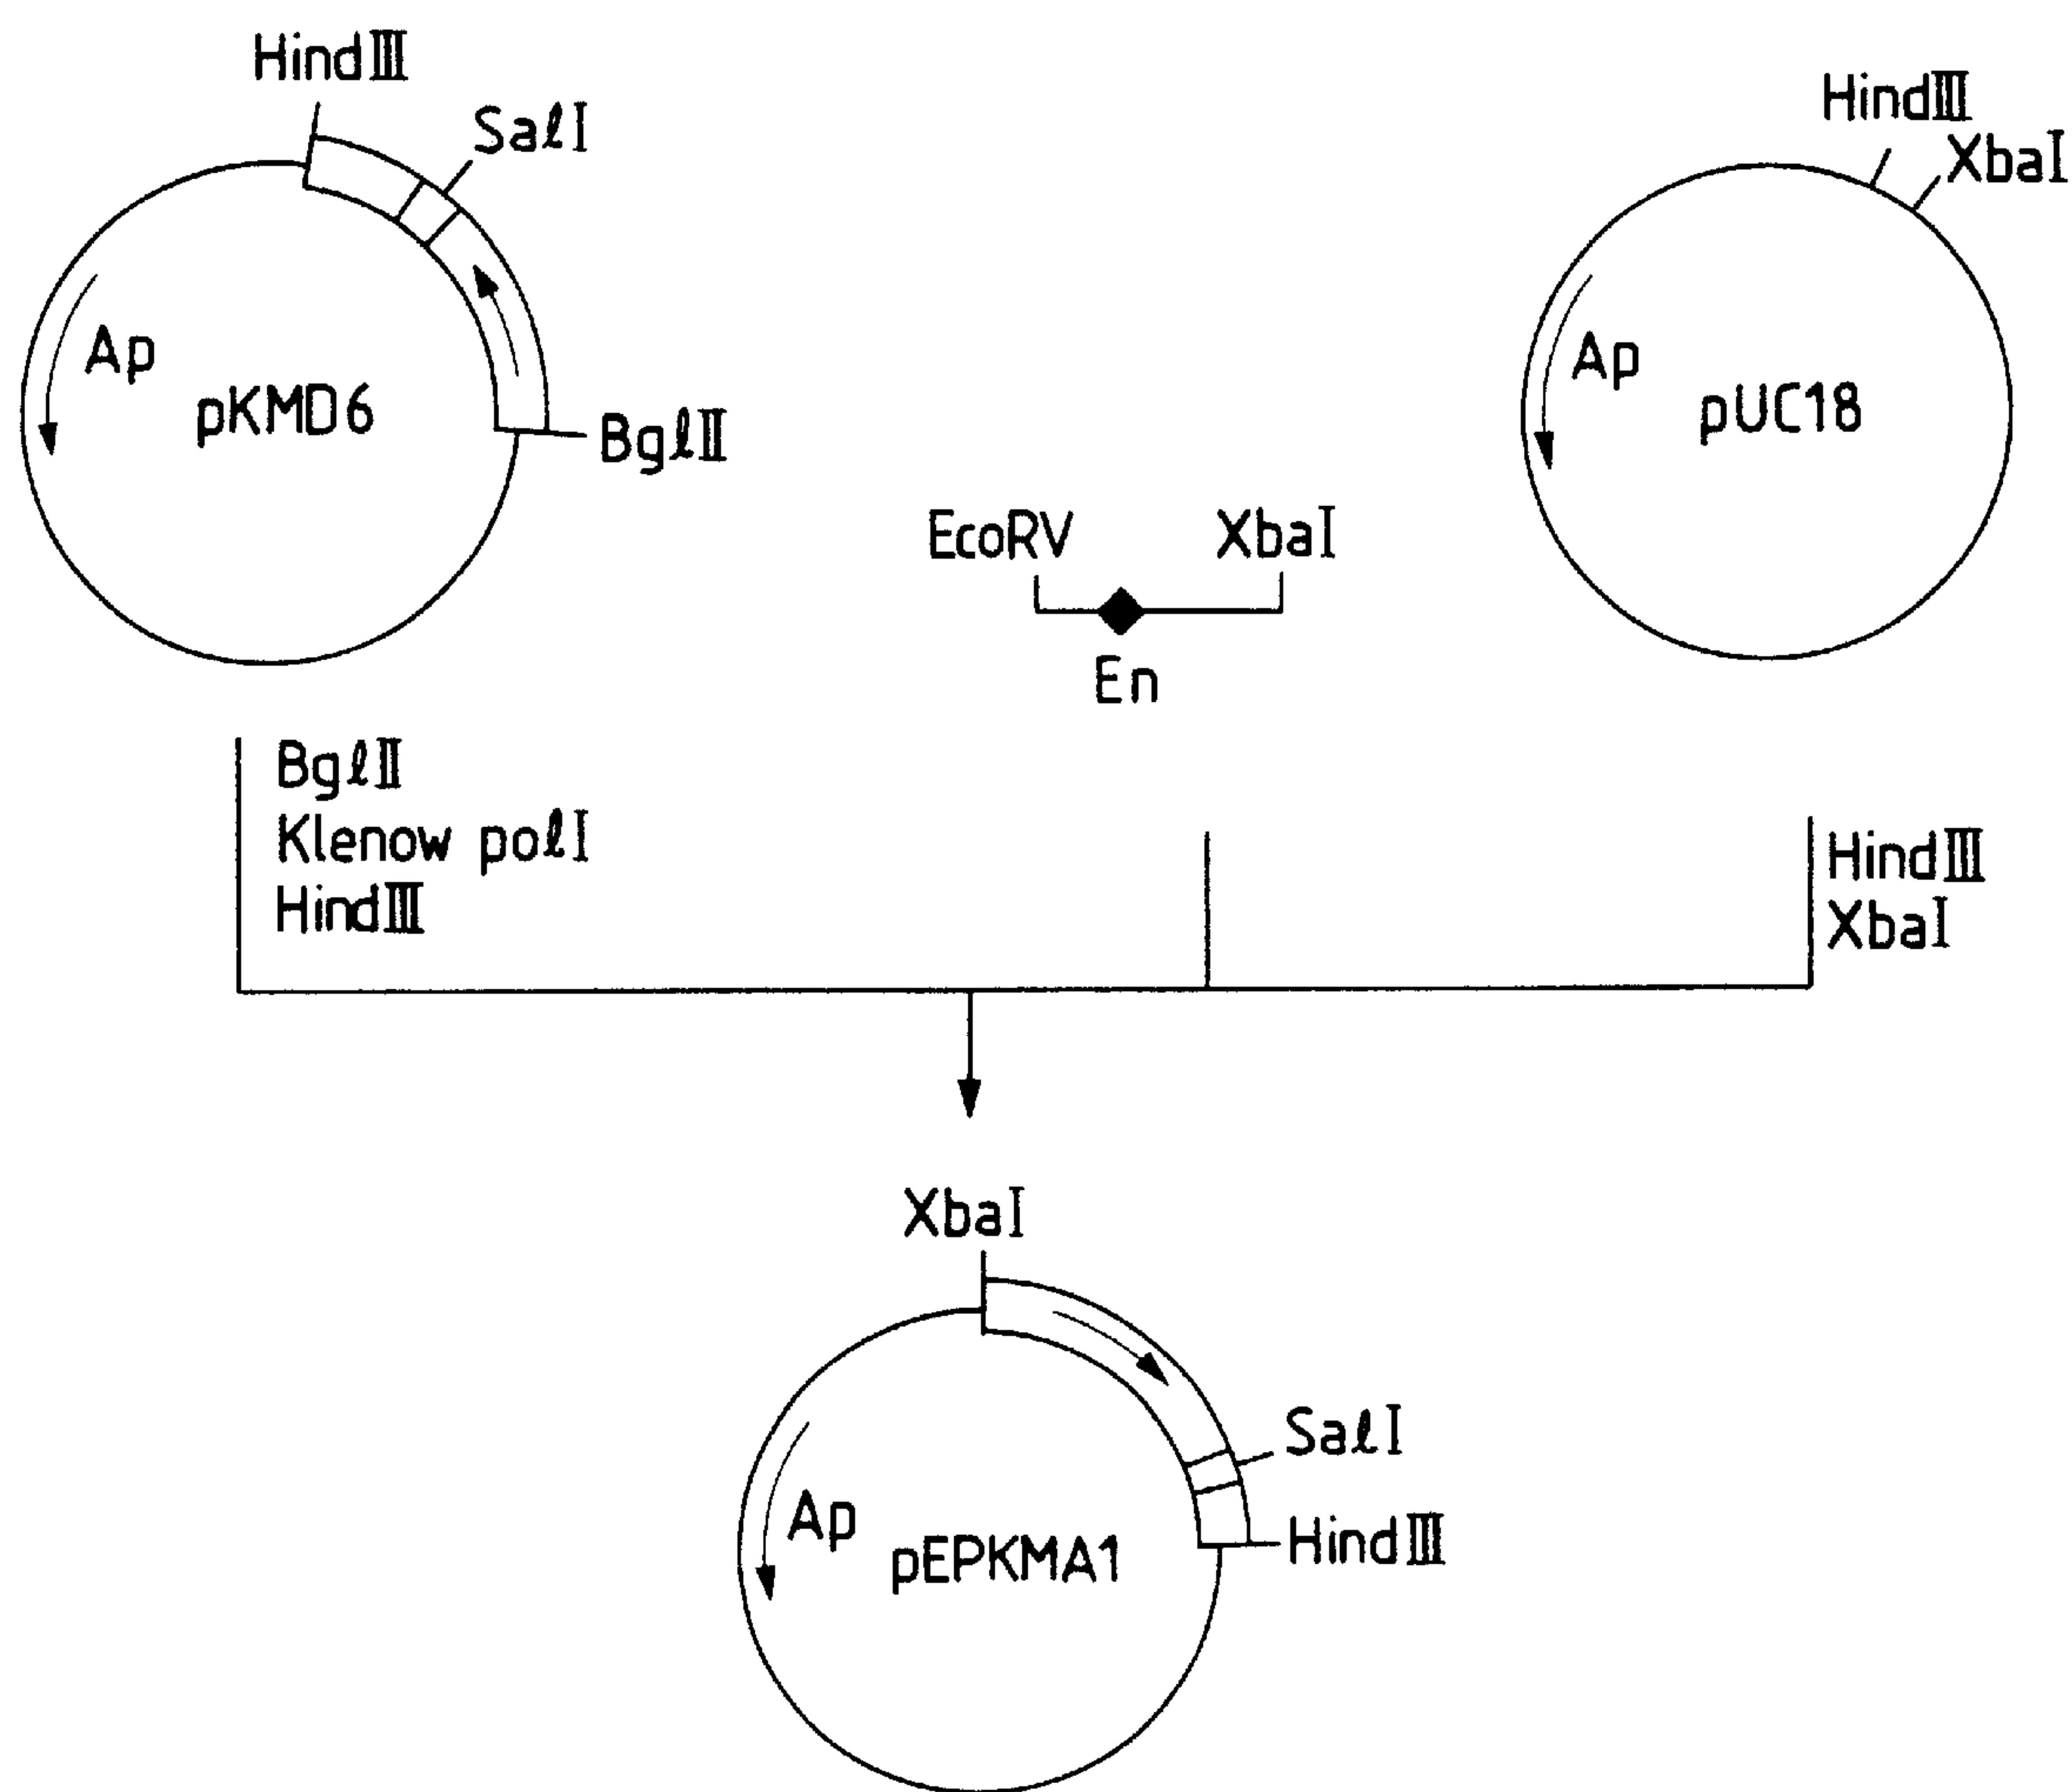 HindⅢ
SalI
Ap
pKMD6
BglⅡ
HindⅢ
XbaI
Ap
pUC18
EcoRV
XbaI
En
BglⅡ
Klenow polI
HindⅢ
HindⅢ
XbaI
XbaI
SalI
Ap
pEPKMA1
HindⅢ